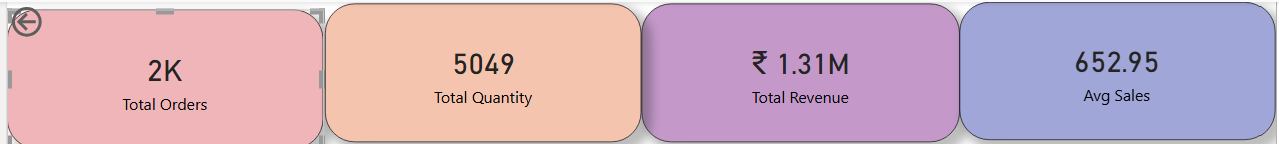 2K
Total Orders
5049
Total Quantity
₹ 1.31M
Total Revenue
652.95
Avg Sales